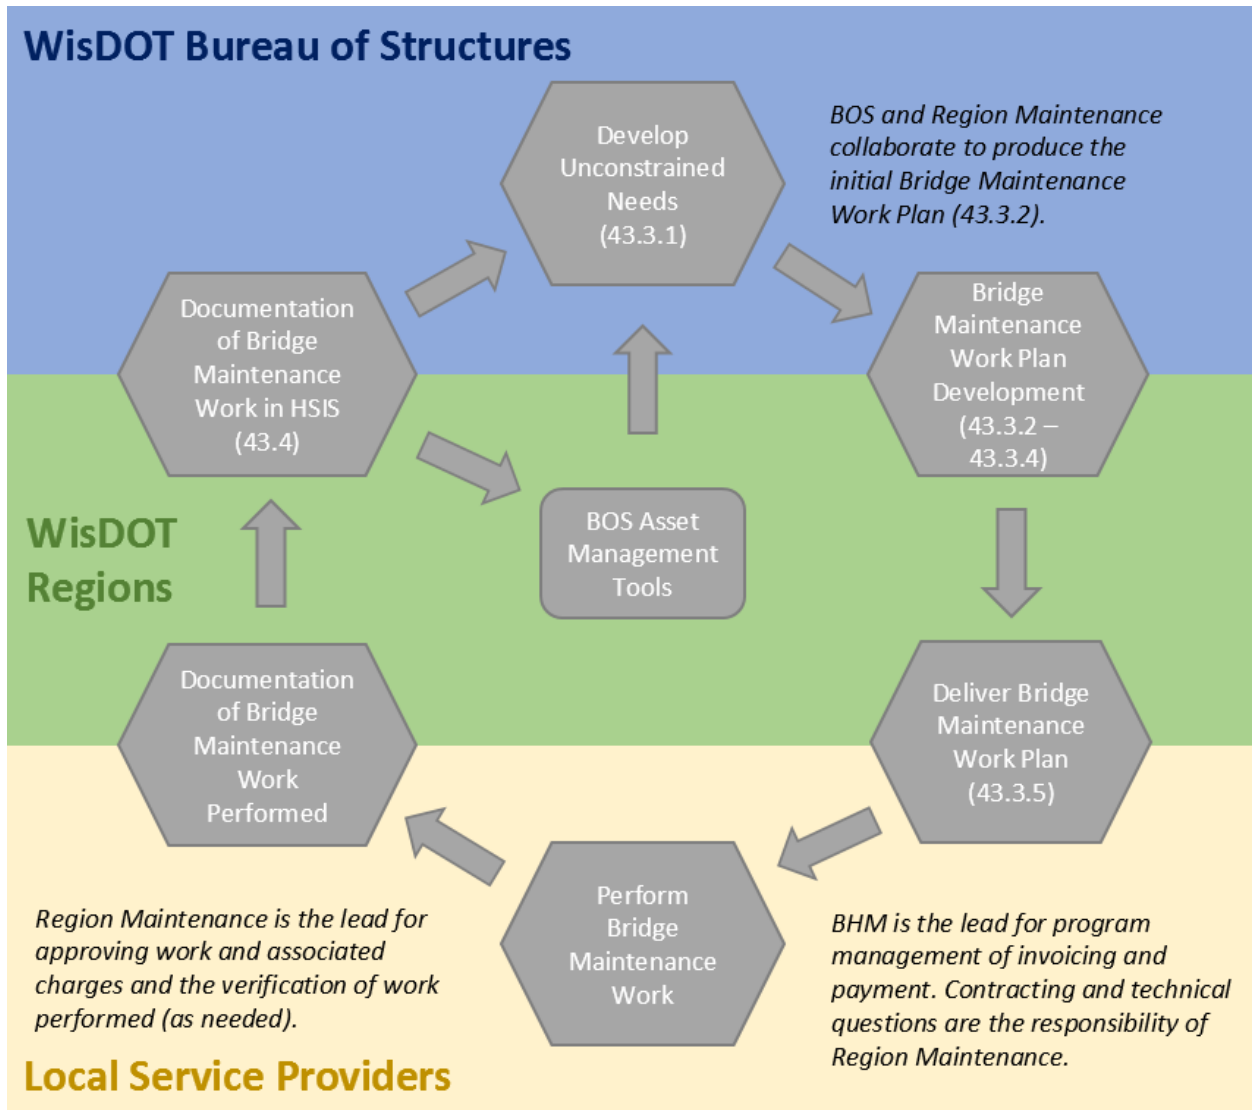 WisDOT Bureau of Structures
Develop
Unconstrained
Needs
(43.3.1)
BOS and Region Maintenance
collaborate to produce the
initial Bridge Maintenance
Work Plan (43.3.2).
Documentation
of Bridge
Maintenance
Work in HSIS
(43.4)
Bridge
Maintenance
Work Plan
Development
(43.3.2 –
43.3.4)
WisDOT
Regions
BOS Asset
Management
Tools
Documentation
of Bridge
Maintenance
Work
Performed
Deliver Bridge
Maintenance
Work Plan
(43.3.5)
Perform
Bridge
Maintenance
Work
Region Maintenance is the lead for
approving work and associated
charges and the verification of work
performed (as needed).
BHM is the lead for program
management of invoicing and
payment. Contracting and technical
questions are the responsibility of
Region Maintenance.
Local Service Providers